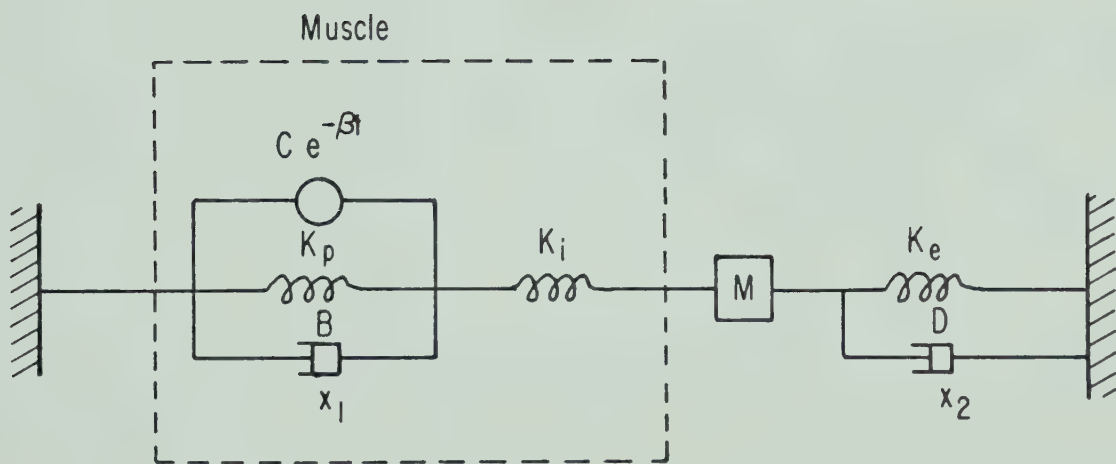 Muscle
C e^{-βt}
K_p
K_i
K_e
M
B
D
x_1
x_2